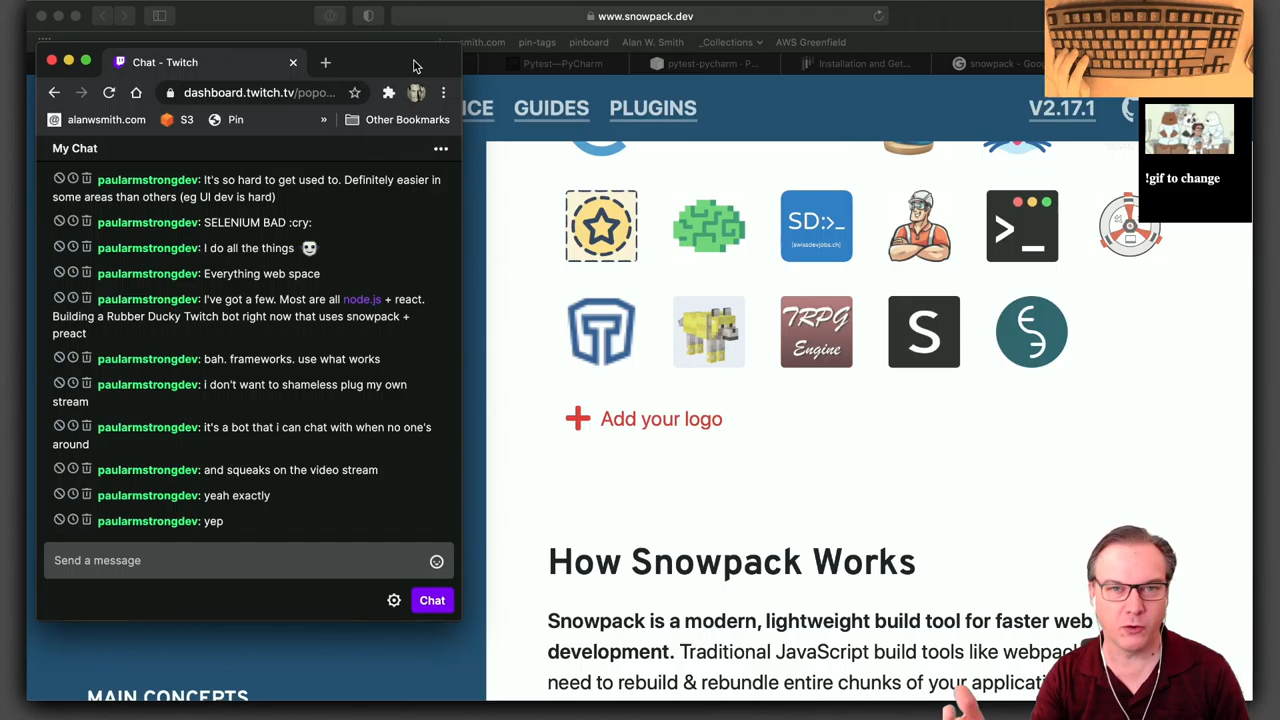 www.snowpack.dev
pin-tags
pinboard
Alan W. Smith
_Collections
AWS Greenfield
Chat - Twitch
Pytest—PyCharm
pytest-pycharm · P...
Installation and Get...
dashboard.twitch.tv/popo...
alanwsmith.com
S3
Pin
»
Other Bookmarks
GUIDES
PLUGINS
V2.17.1
My Chat
!gif to change
paularmstrongdev: It's so hard to get used to. Definitely easier in
some areas than others (eg UI dev is hard)
paularmstrongdev: SELENIUM BAD :cry:
paularmstrongdev: I do all the things
paularmstrongdev: Everything web space
paularmstrongdev: I've got a few. Most are all node.js + react.
Building a Rubber Ducky Twitch bot right now that uses snowpack +
preact
paularmstrongdev: bah. frameworks. use what works
paularmstrongdev: i don't want to shameless plug my own
stream
paularmstrongdev: it's a bot that i can chat with when no one's
around
paularmstrongdev: and squeaks on the video stream
paularmstrongdev: yeah exactly
paularmstrongdev: yep
Send a message
Chat
SD:>_
[swissdevjobs.ch]
TRPG
Engine
S
Add your logo
How Snowpack Works
Snowpack is a modern, lightweight build tool for faster web
development. Traditional JavaScript build tools like webpack
need to rebuild & rebundle entire chunks of your
MAIN CONCEPTS